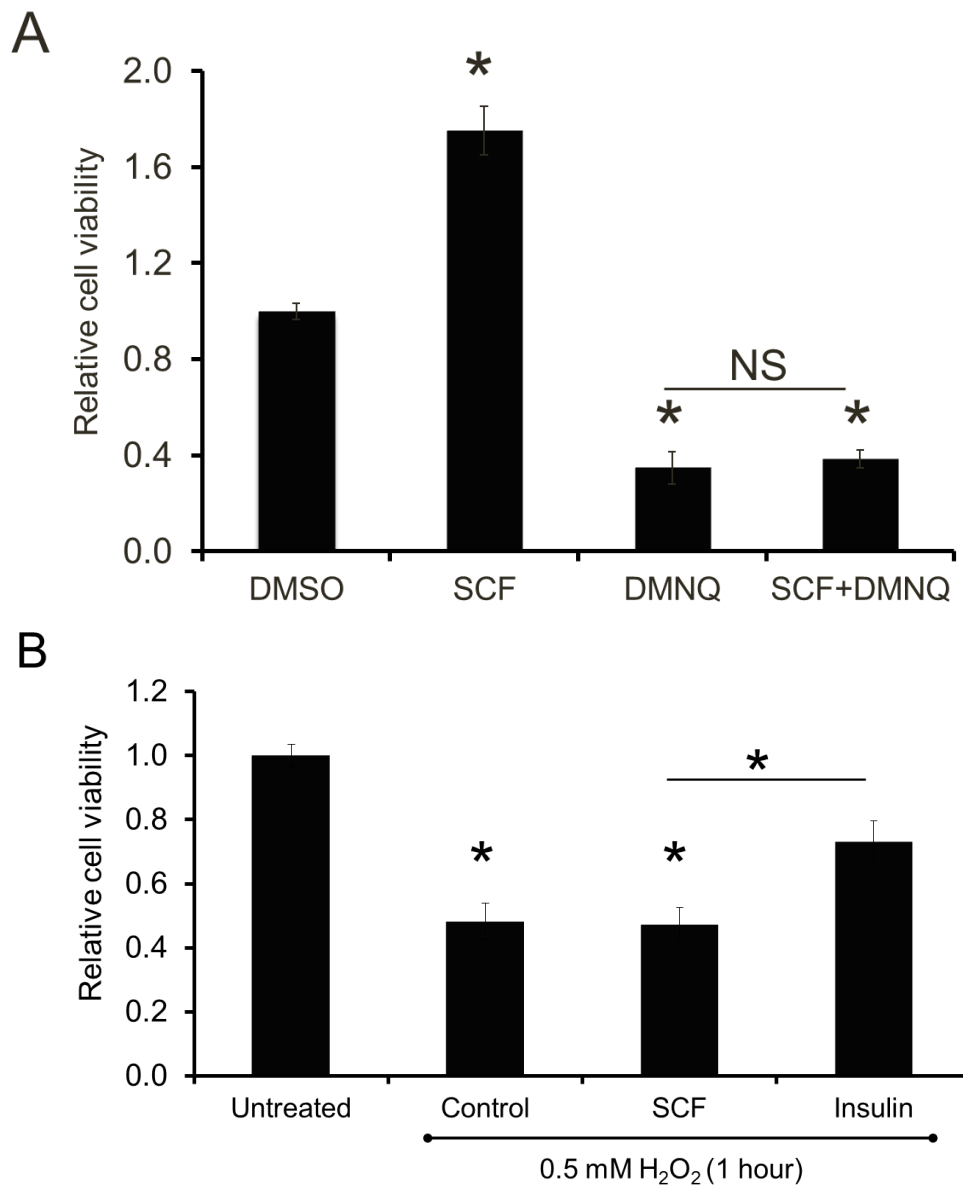 A
Relative cell viability
2.0
1.6
1.2
0.8
0.4
0.0
*
NS
* *
DMSO SCF DMNQ SCF+DMNQ
B
Relative cell viability
1.2
1.0
0.8
0.6
0.4
0.2
0.0
*
* *
Untreated Control SCF Insulin
0.5 mM H₂O₂ (1 hour)